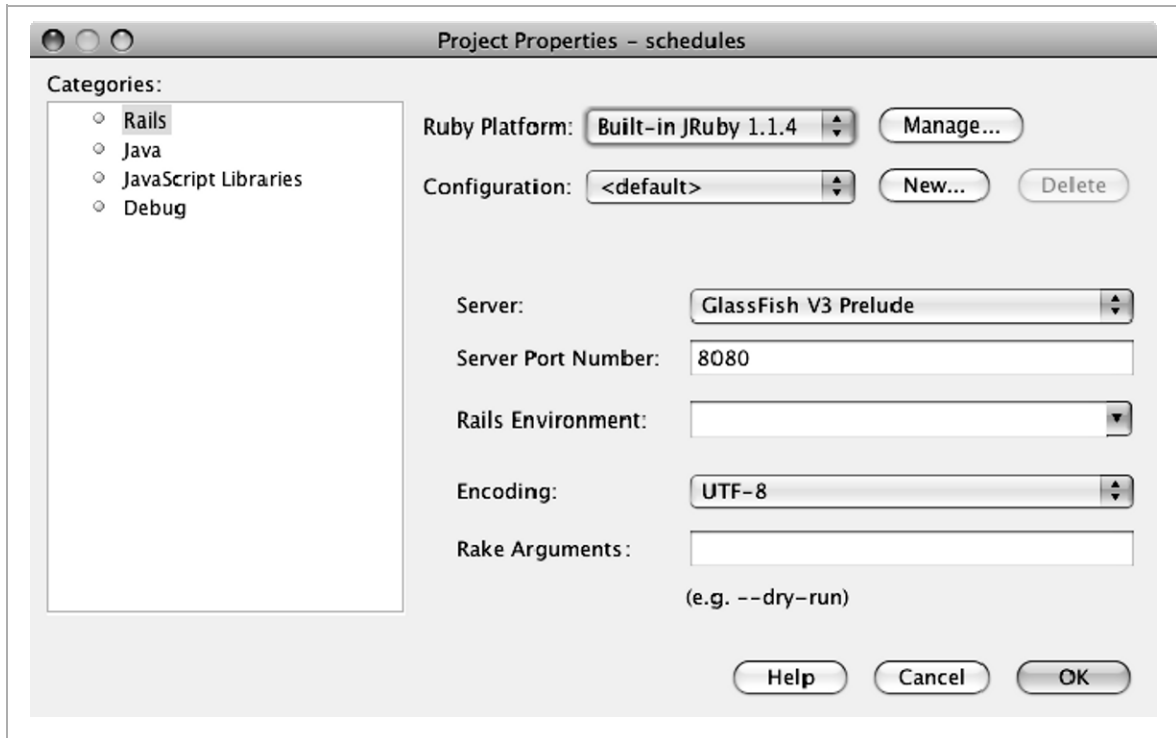 Project Properties – schedules
Categories:
Rails
Java
JavaScript Libraries
Debug
Ruby Platform: Built-in JRuby 1.1.4 Manage...
Configuration: <default> New... Delete
Server: GlassFish V3 Prelude
Server Port Number: 8080
Rails Environment:
Encoding: UTF-8
Rake Arguments:
(e.g. --dry-run)
Help Cancel OK